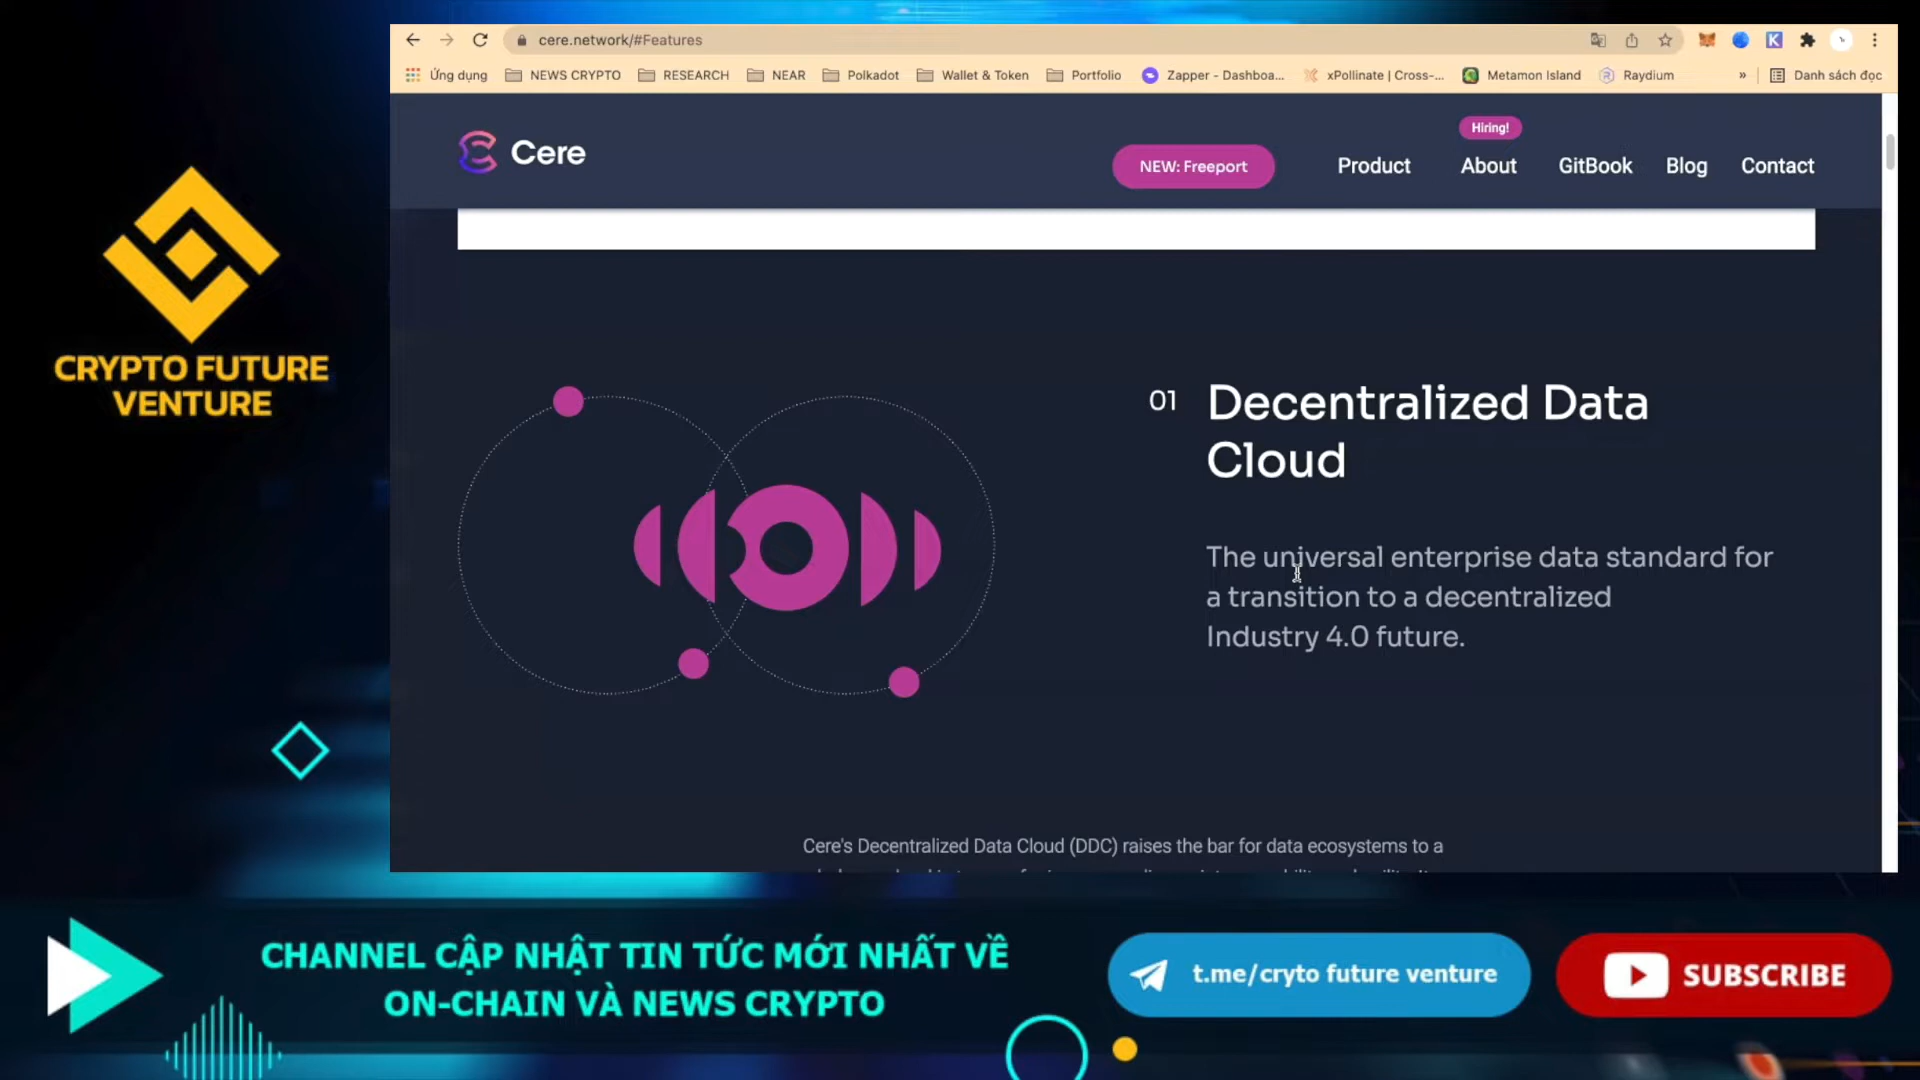 cere.network/#Features
Ứng dụng NEWS CRYPTO RESEARCH NEAR Polkadot Wallet & Token Portfolio Zapper - Dashboa... xPollinate | Cross-... Metamon Island Raydium » Danh sách đọc
Cere
NEW: Freeport
Hiring!
Product About GitBook Blog Contact
CRYPTO FUTURE
VENTURE
01 Decentralized Data
Cloud
The universal enterprise data standard for
a transition to a decentralized
Industry 4.0 future.
Cere's Decentralized Data Cloud (DDC) raises the bar for data ecosystems to a
CHANNEL CẬP NHẬT TIN TỨC MỚI NHẤT VỀ
ON-CHAIN VÀ NEWS CRYPTO
t.me/cryto future venture
SUBSCRIBE